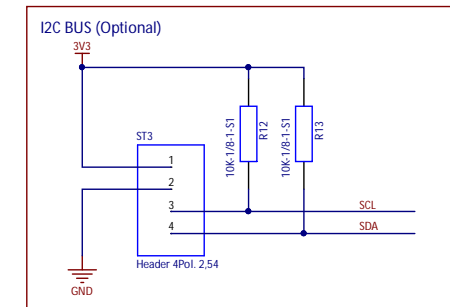 I2C BUS (Optional)
3V3
ST3
1
2
3
4
Header 4Pol. 2,54
GND
10K-1/8-1-S1
R12
10K-1/8-1-S1
R13
SCL
SDA